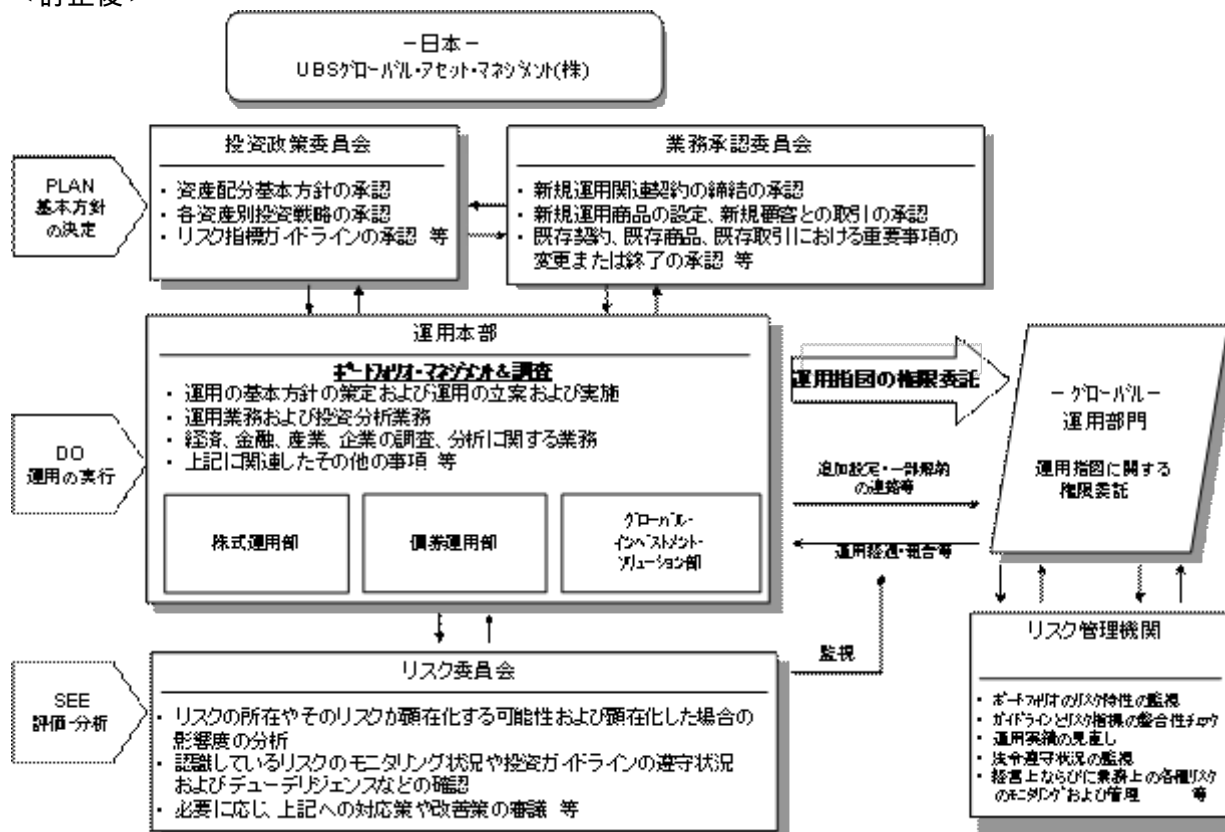 <訂正後>
－日本－
UBSｸﾞﾛｰﾊﾞﾙ･ｱｾｯﾄ･ﾏﾈｼﾞﾒﾝﾄ(株)
PLAN
基本方針
の決定
投資政策委員会
・ 資産配分基本方針の承認
・ 各資産別投資戦略の承認
・ リスク指標ガイドラインの承認 等
業務承認委員会
・ 新規運用関連契約の締結の承認
・ 新規運用商品の設定、新規顧客との取引の承認
・ 既存契約、既存商品、既存取引における重要事項の
変更または終了の承認 等
DO
運用の実行
運用本部
ﾎﾟｰﾄﾌｫﾘｵ･ﾏﾈｼﾞﾒﾝﾄ&調査
・ 運用の基本方針の策定および運用の立案および実施
・ 運用業務および投資分析業務
・ 経済、金融、産業、企業の調査、分析に関する業務
・ 上記に関連したその他の事項 等
株式運用部
債券運用部
ｸﾞﾛｰﾊﾞﾙ･
ｲﾝﾍﾞｽﾄﾒﾝﾄ･
ｿﾘｭｰｼｮﾝ部
運用指図の権限委託
追加設定・一部解約
の連絡等
運用経過・報告等
監視
－ｸﾞﾛｰﾊﾞﾙ－
運用部門
運用指図に関する
権限委託
SEE
評価・分析
リスク委員会
・ リスクの所在やそのリスクが顕在化する可能性および顕在化した場合の
影響度の分析
・ 認識しているリスクのモニタリング状況や投資ガイドラインの遵守状況
およびデューデリジェンスなどの確認
・ 必要に応じ、上記への対応策や改善策の審議 等
リスク管理機関
・ ﾎﾟｰﾄﾌｫﾘｵのﾘｽｸ特性の監視
・ ｶﾞｲﾄﾞﾗｲﾝとﾘｽｸ指標の整合性ﾁｪｯｸ
・ 運用実績の見直し
・ 法令遵守状況の監視
・ 経営上ならびに業務上の各種ﾘｽｸ
のﾓﾆﾀﾘﾝｸﾞおよび管理 等